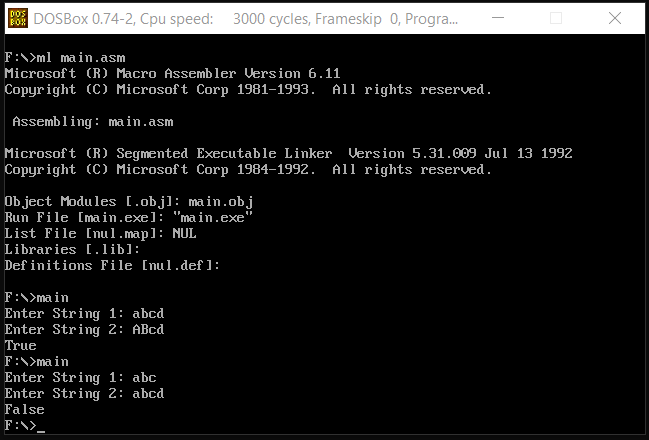 DOS
BOX
DOSBox 0.74-2, Cpu speed: 3000 cycles, Frameskip 0, Progra...
F:\>ml main.asm
Microsoft (R) Macro Assembler Version 6.11
Copyright (C) Microsoft Corp 1981-1993. All rights reserved.
Assembling: main.asm
Microsoft (R) Segmented Executable Linker Version 5.31.009 Jul 13 1992
Copyright (C) Microsoft Corp 1984-1992. All rights reserved.
Object Modules [.obj]: main.obj
Run File [main.exe]: "main.exe"
List File [nul.map]: NUL
Libraries [.lib]:
Definitions File [nul.def]:
F:\>main
Enter String 1: abcd
Enter String 2: ABcd
True
F:\>main
Enter String 1: abc
Enter String 2: abcd
False
F:\>_